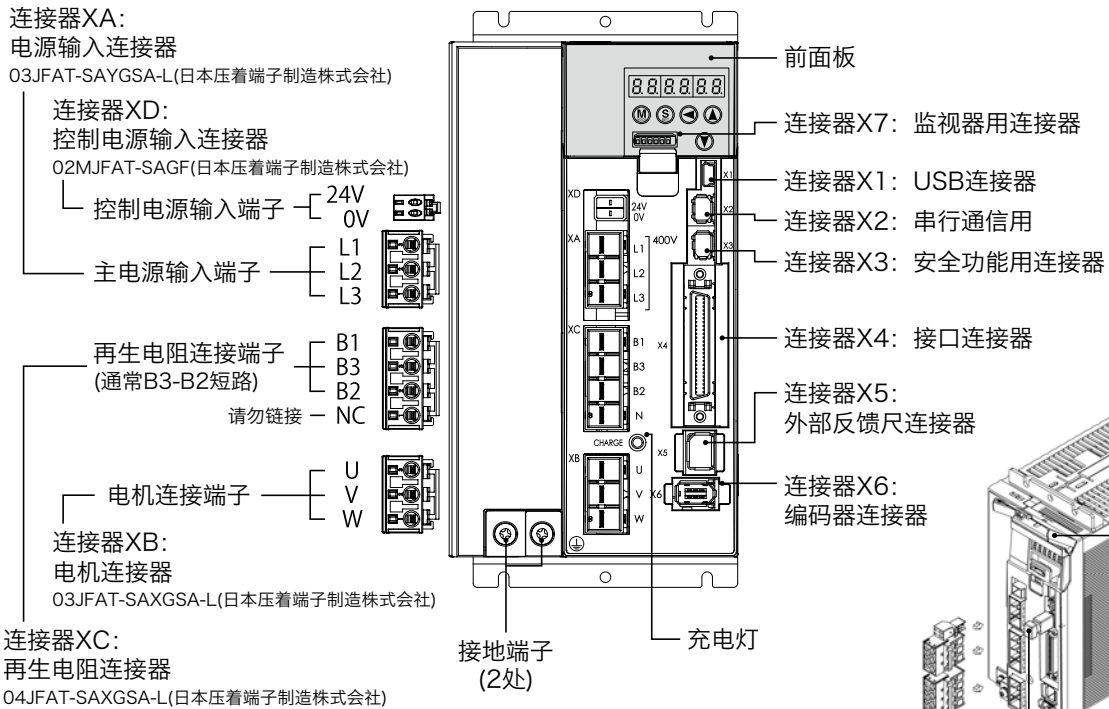 连接器XA：
电源输入连接器
03JFAT-SAYGSA-L(日本压着端子制造株式会社)
连接器XD：
控制电源输入连接器
02MJFAT-SAGF(日本压着端子制造株式会社)
控制电源输入端子
24V
0V
主电源输入端子
L1
L2
L3
再生电阻连接端子
(通常B3-B2短路)
B1
B3
B2
请勿链接
NC
电机连接端子
U
V
W
连接器XB：
电机连接器
03JFAT-SAXGSA-L(日本压着端子制造株式会社)
连接器XC：
再生电阻连接器
04JFAT-SAXGSA-L(日本压着端子制造株式会社)
8.8.8.8.8.8.
M S
X1
X2
X3
XD
24V
0V
XA
400V
L1
L2
L3
XC
B1
B3
B2
N
X4
CHARGE
X5
XB
U
V
W
X6
前面板
连接器X7：监视器用连接器
连接器X1：USB连接器
连接器X2：串行通信用
连接器X3：安全功能用连接器
连接器X4：接口连接器
连接器X5：
外部反馈尺连接器
连接器X6：
编码器连接器
接地端子
(2处)
充电灯